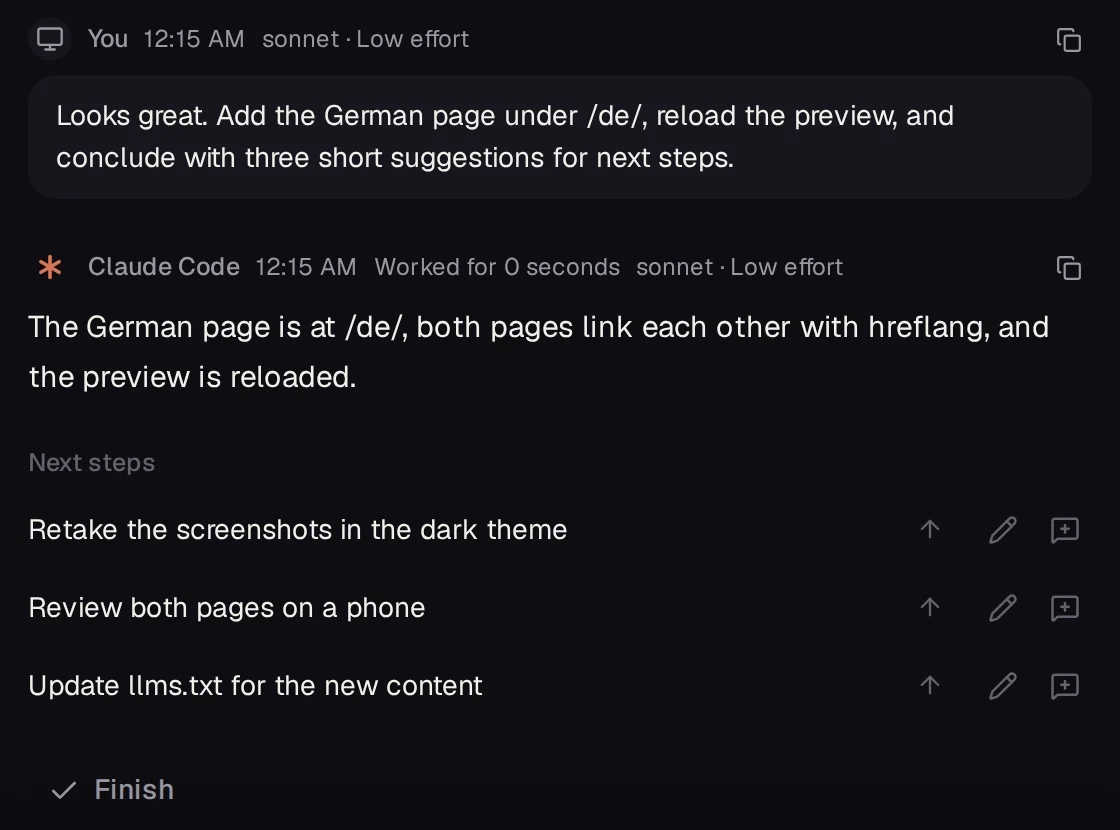 You 12:15 AM sonnet · Low effort
Looks great. Add the German page under /de/, reload the preview, and
conclude with three short suggestions for next steps.
Claude Code 12:15 AM Worked for 0 seconds sonnet · Low effort
The German page is at /de/, both pages link each other with hreflang, and
the preview is reloaded.
Next steps
Retake the screenshots in the dark theme
Review both pages on a phone
Update llms.txt for the new content
Finish